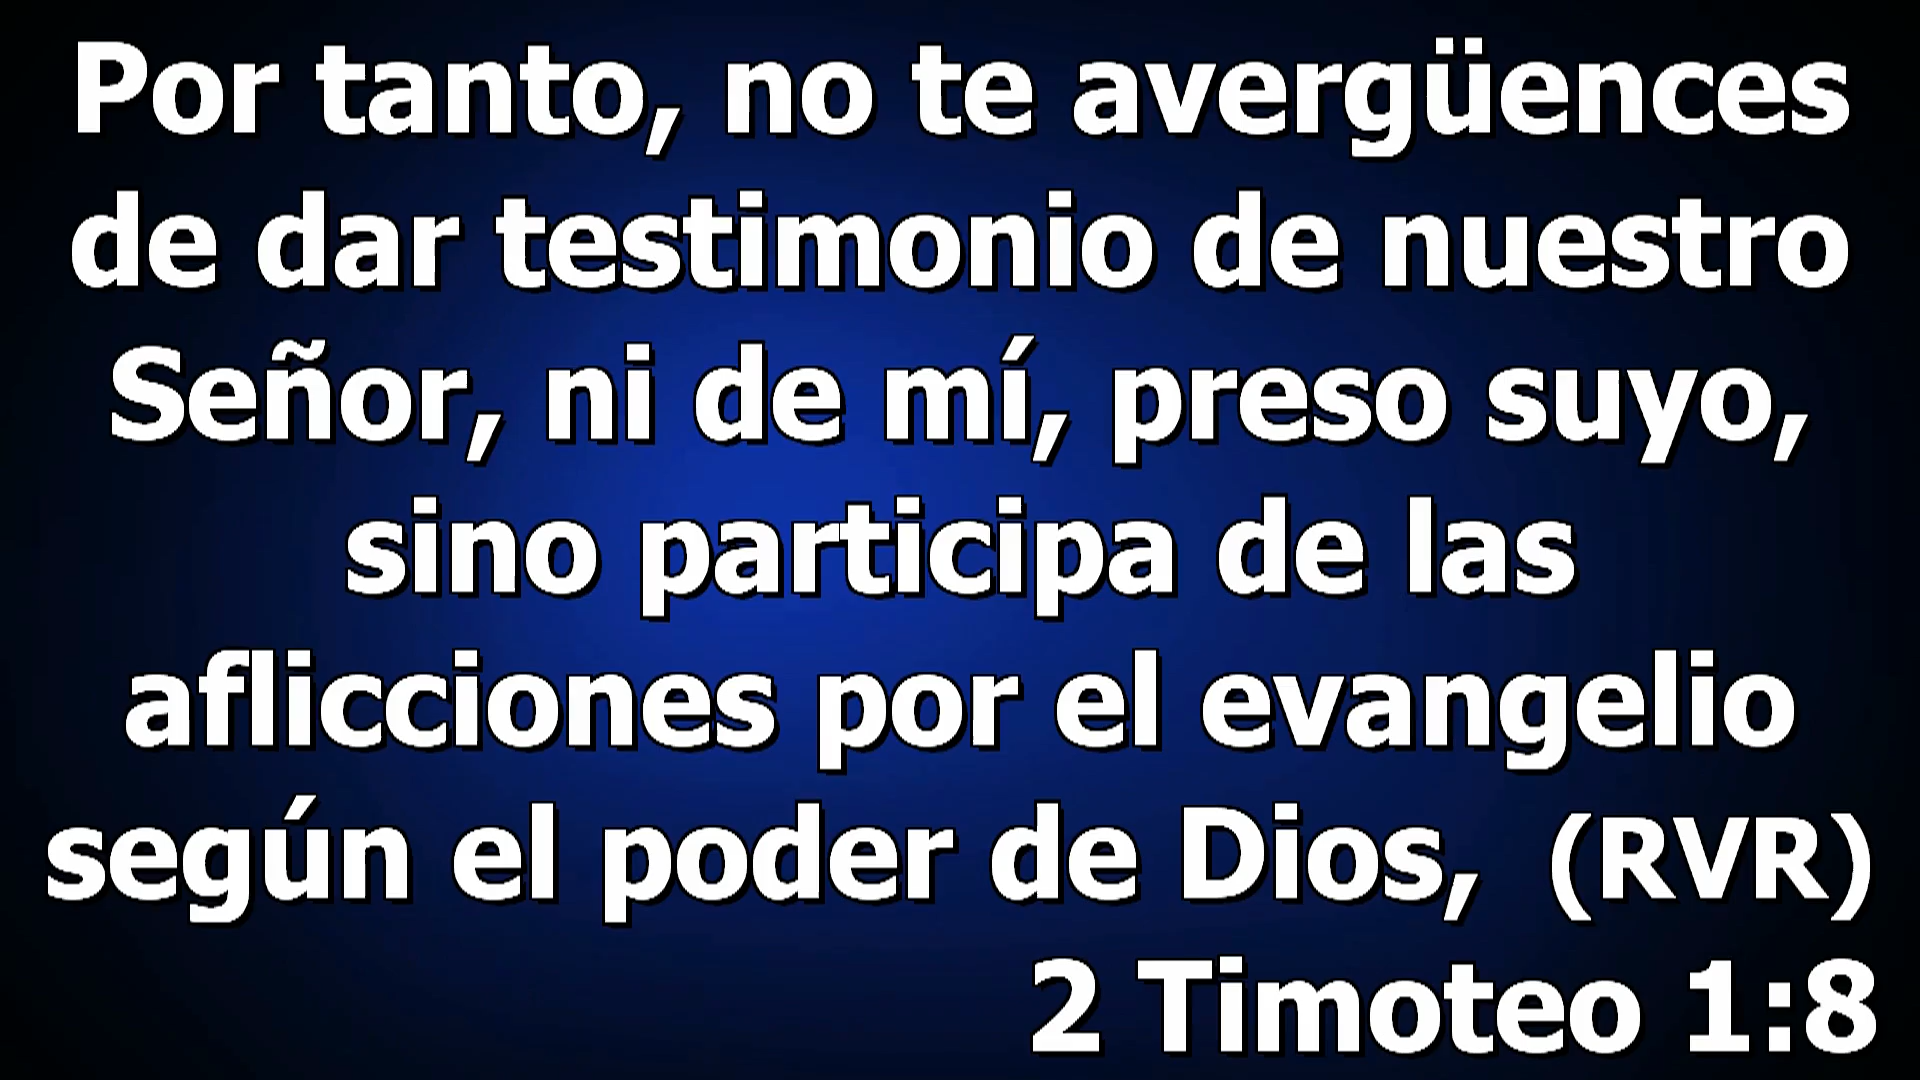 Por tanto, no te avergüences
de dar testimonio de nuestro
Señor, ni de mí, preso suyo,
sino participa de las
aflicciones por el evangelio
según el poder de Dios, (RVR)
2 Timoteo 1:8